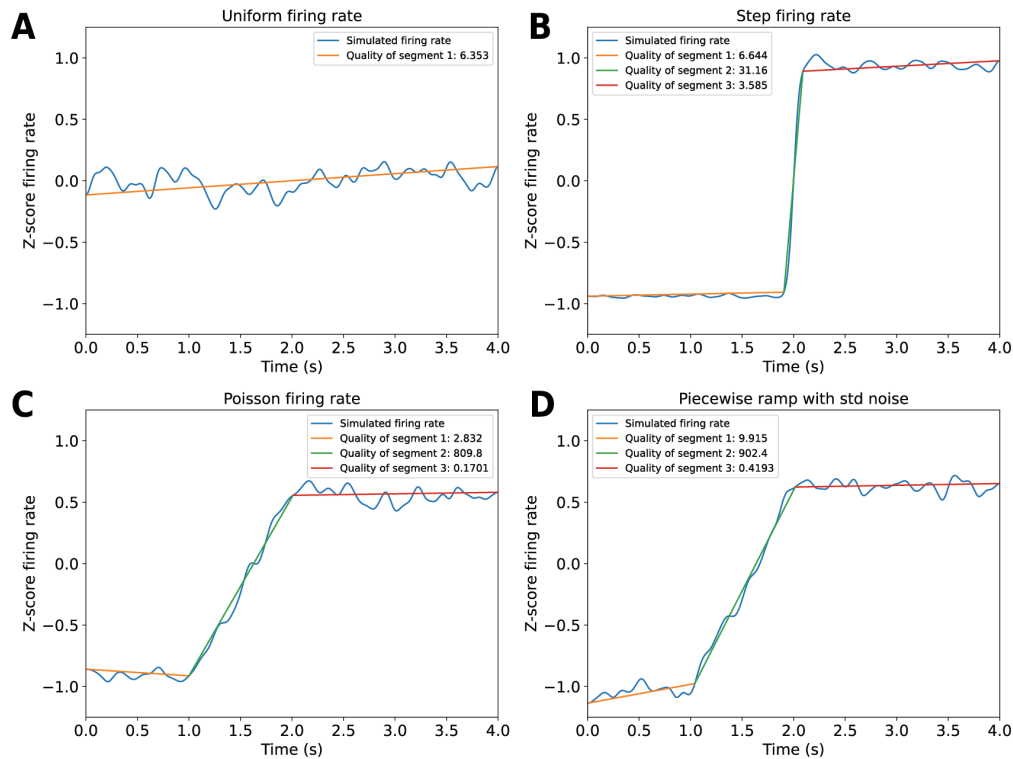 A
Uniform firing rate
Simulated firing rate
Quality of segment 1: 6.353
Z-score firing rate
1.0
0.5
0.0
−0.5
−1.0
0.0 0.5 1.0 1.5 2.0 2.5 3.0 3.5 4.0
Time (s)
B
Step firing rate
Simulated firing rate
Quality of segment 1: 6.644
Quality of segment 2: 31.16
Quality of segment 3: 3.585
Z-score firing rate
1.0
0.5
0.0
−0.5
−1.0
0.0 0.5 1.0 1.5 2.0 2.5 3.0 3.5 4.0
Time (s)
C
Poisson firing rate
Simulated firing rate
Quality of segment 1: 2.832
Quality of segment 2: 809.8
Quality of segment 3: 0.1701
Z-score firing rate
1.0
0.5
0.0
−0.5
−1.0
0.0 0.5 1.0 1.5 2.0 2.5 3.0 3.5 4.0
Time (s)
D
Piecewise ramp with std noise
Simulated firing rate
Quality of segment 1: 9.915
Quality of segment 2: 902.4
Quality of segment 3: 0.4193
Z-score firing rate
1.0
0.5
0.0
−0.5
−1.0
0.0 0.5 1.0 1.5 2.0 2.5 3.0 3.5 4.0
Time (s)